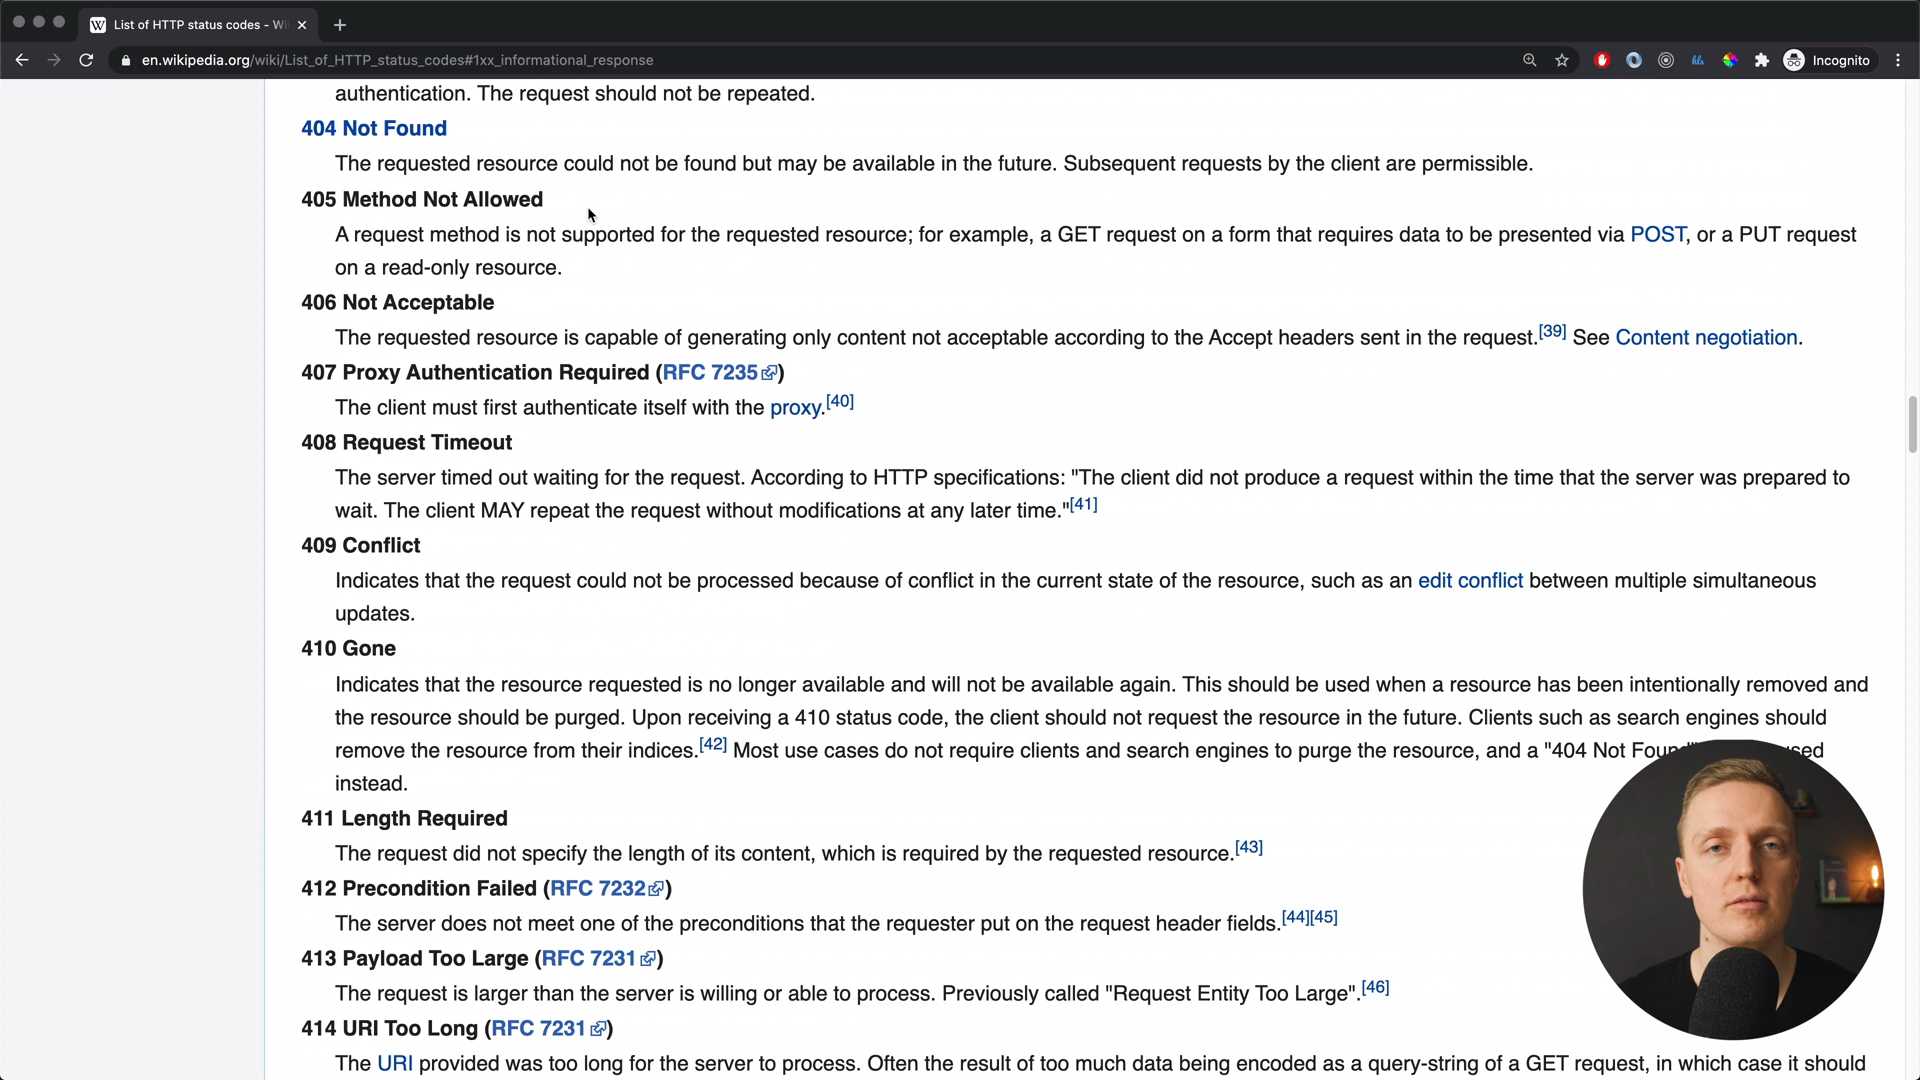 List of HTTP status codes - Wi
en.wikipedia.org/wiki/List_of_HTTP_status_codes#1xx_informational_response
hls
Incognito
authentication. The request should not be repeated.
404 Not Found
The requested resource could not be found but may be available in the future. Subsequent requests by the client are permissible.
405 Method Not Allowed
A request method is not supported for the requested resource; for example, a GET request on a form that requires data to be presented via POST, or a PUT request
on a read-only resource.
406 Not Acceptable
The requested resource is capable of generating only content not acceptable according to the Accept headers sent in the request.[39] See Content negotiation.
407 Proxy Authentication Required (RFC 7235)
The client must first authenticate itself with the proxy.[40]
408 Request Timeout
The server timed out waiting for the request. According to HTTP specifications: "The client did not produce a request within the time that the server was prepared to
wait. The client MAY repeat the request without modifications at any later time."[41]
409 Conflict
Indicates that the request could not be processed because of conflict in the current state of the resource, such as an edit conflict between multiple simultaneous
updates.
410 Gone
Indicates that the resource requested is no longer available and will not be available again. This should be used when a resource has been intentionally removed and
the resource should be purged. Upon receiving a 410 status code, the client should not request the resource in the future. Clients such as search engines should
remove the resource from their indices.[42] Most use cases do not require clients and search engines to purge the resource, and a "404 Not Found"
instead.
411 Length Required
The request did not specify the length of its content, which is required by the requested resource.[43]
412 Precondition Failed (RFC 7232)
The server does not meet one of the preconditions that the requester put on the request header fields.[44][45]
413 Payload Too Large (RFC 7231)
The request is larger than the server is willing or able to process. Previously called "Request Entity Too Large".[46]
414 URI Too Long (RFC 7231)
The URI provided was too long for the server to process. Often the result of too much data being encoded as a query-string of a GET request, in which case it should